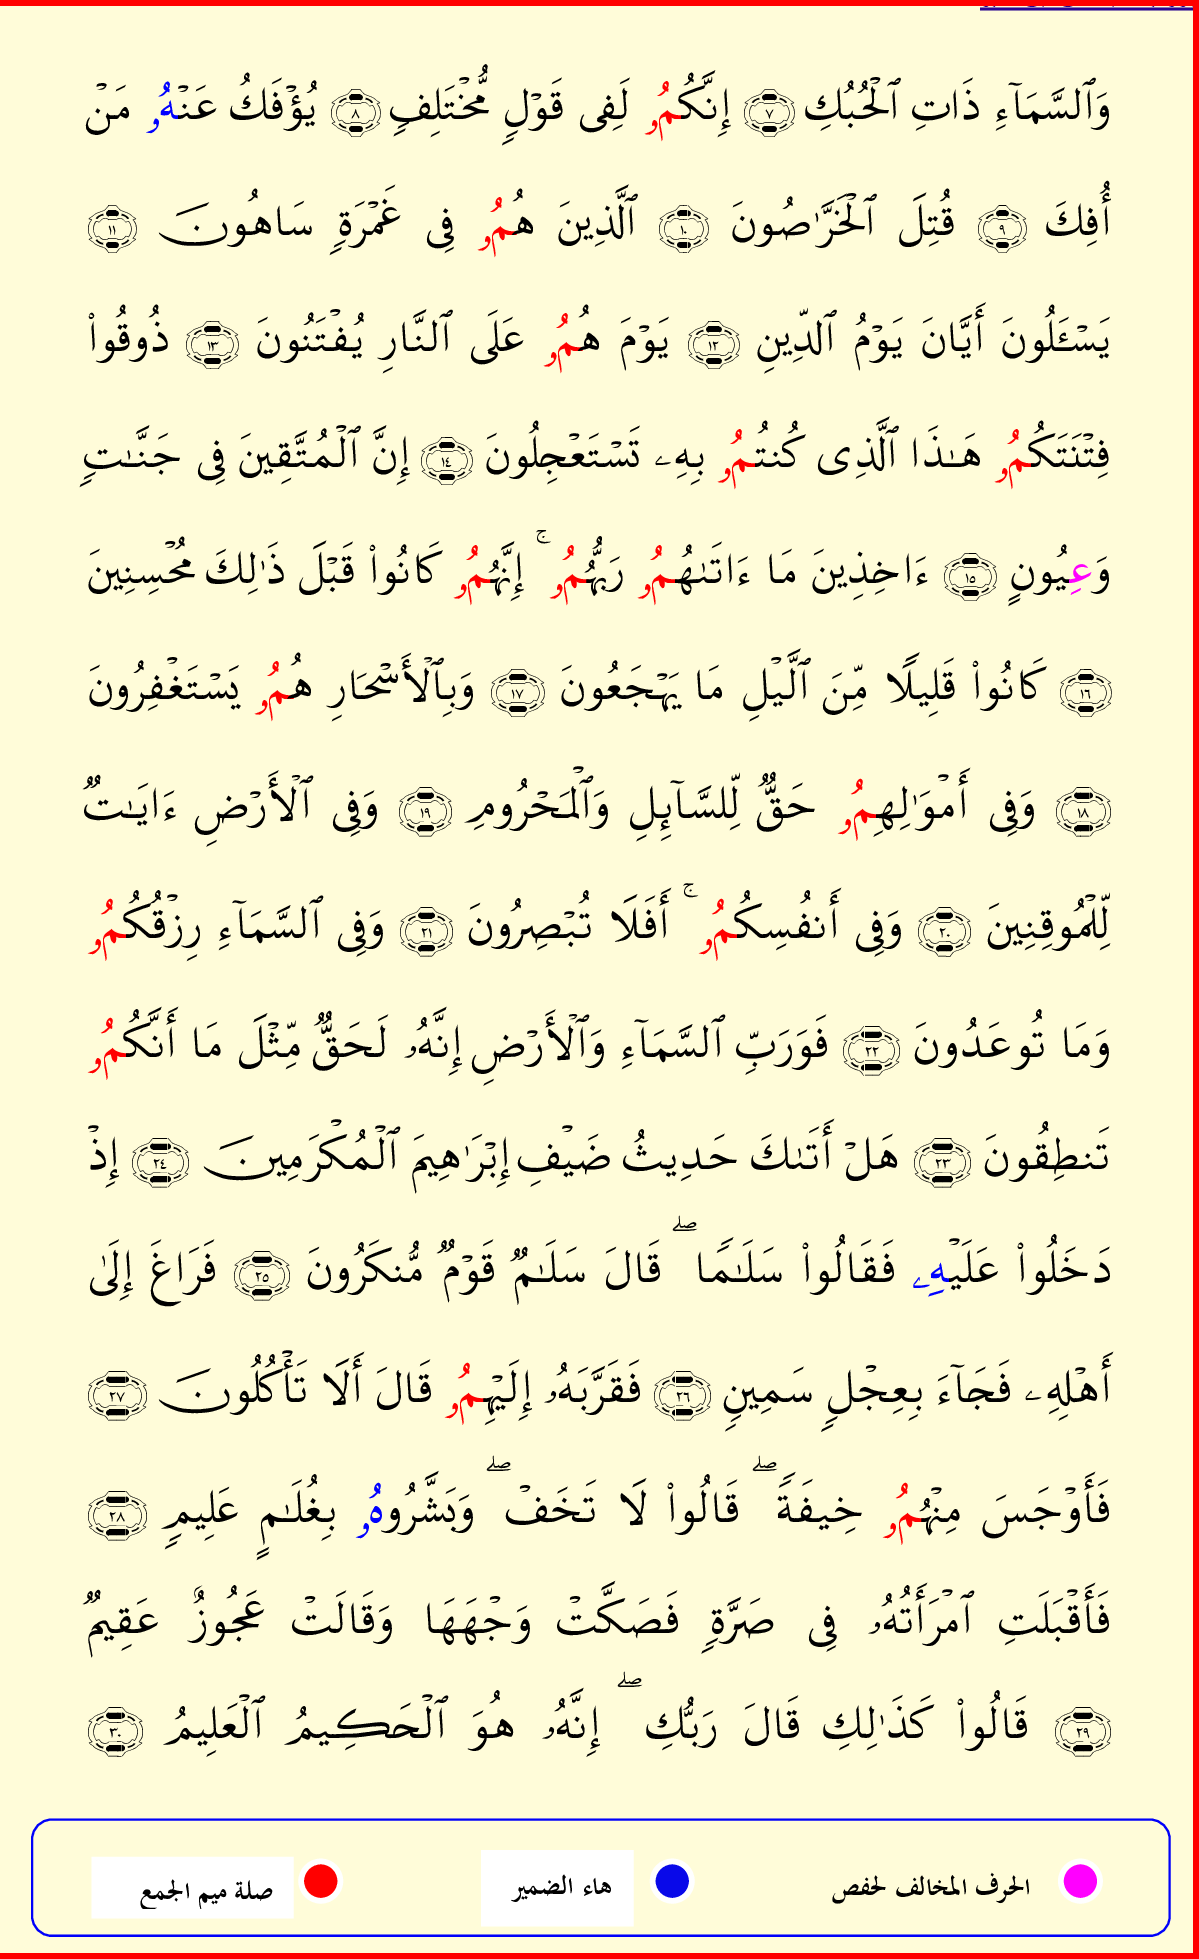 وَٱلسَّمَآءِ ذَاتِ ٱلْحُبُكِ ٧ إِنَّكُمُۥ لَفِى قَوْلٍ مُّخْتَلِفٍ ٨ يُؤْفَكُ عَنْهُۥ مَنْ
أُفِكَ ٩ قُتِلَ ٱلْخَرَّٰصُونَ ١٠ ٱلَّذِينَ هُمُۥ فِى غَمْرَةٍ سَاهُونَ ١١
يَسْـَٔلُونَ أَيَّانَ يَوْمُ ٱلدِّينِ ١٢ يَوْمَ هُمُۥ عَلَى ٱلنَّارِ يُفْتَنُونَ ١٣ ذُوقُوا۟
فِتْنَتَكُمُۥ هَـٰذَا ٱلَّذِى كُنتُمُۥ بِهِۦ تَسْتَعْجِلُونَ ١٤ إِنَّ ٱلْمُتَّقِينَ فِى جَنَّـٰتٍ
وَعِيُونٍ ١٥ ءَاخِذِينَ مَا ءَاتَىٰهُمُۥ رَبُّهُمُۥ ۚ إِنَّهُمُۥ كَانُوا۟ قَبْلَ ذَٰلِكَ مُحْسِنِينَ
١٦ كَانُوا۟ قَلِيلًا مِّنَ ٱلَّيْلِ مَا يَهْجَعُونَ ١٧ وَبِٱلْأَسْحَارِ هُمُۥ يَسْتَغْفِرُونَ
١٨ وَفِى أَمْوَٰلِهِمُۥ حَقٌّ لِّلسَّآئِلِ وَٱلْمَحْرُومِ ١٩ وَفِى ٱلْأَرْضِ ءَايَـٰتٌ
لِّلْمُوقِنِينَ ٢٠ وَفِى أَنفُسِكُمُۥ ۚ أَفَلَا تُبْصِرُونَ ٢١ وَفِى ٱلسَّمَآءِ رِزْقُكُمُۥ
وَمَا تُوعَدُونَ ٢٢ فَوَرَبِّ ٱلسَّمَآءِ وَٱلْأَرْضِ إِنَّهُۥ لَحَقٌّ مِّثْلَ مَا أَنَّكُمُۥ
تَنطِقُونَ ٢٣ هَلْ أَتَىٰكَ حَدِيثُ ضَيْفِ إِبْرَٰهِيمَ ٱلْمُكْرَمِينَ ٢٤ إِذْ
دَخَلُوا۟ عَلَيْهِۦ فَقَالُوا۟ سَلَـٰمًا ۖ قَالَ سَلَـٰمٌ قَوْمٌ مُّنكَرُونَ ٢٥ فَرَاغَ إِلَىٰ
أَهْلِهِۦ فَجَآءَ بِعِجْلٍ سَمِينٍ ٢٦ فَقَرَّبَهُۥ إِلَيْهِمُۥ قَالَ أَلَا تَأْكُلُونَ ٢٧
فَأَوْجَسَ مِنْهُمُۥ خِيفَةً ۖ قَالُوا۟ لَا تَخَفْ ۖ وَبَشَّرُوهُۥ بِغُلَـٰمٍ عَلِيمٍ ٢٨
فَأَقْبَلَتِ ٱمْرَأَتُهُۥ فِى صَرَّةٍ فَصَكَّتْ وَجْهَهَا وَقَالَتْ عَجُوزٌ عَقِيمٌ
٢٩ قَالُوا۟ كَذَٰلِكِ قَالَ رَبُّكِ ۖ إِنَّهُۥ هُوَ ٱلْحَكِيمُ ٱلْعَلِيمُ ٣٠
الحرف المخالف لحفص هاء الضمير صلة ميم الجمع